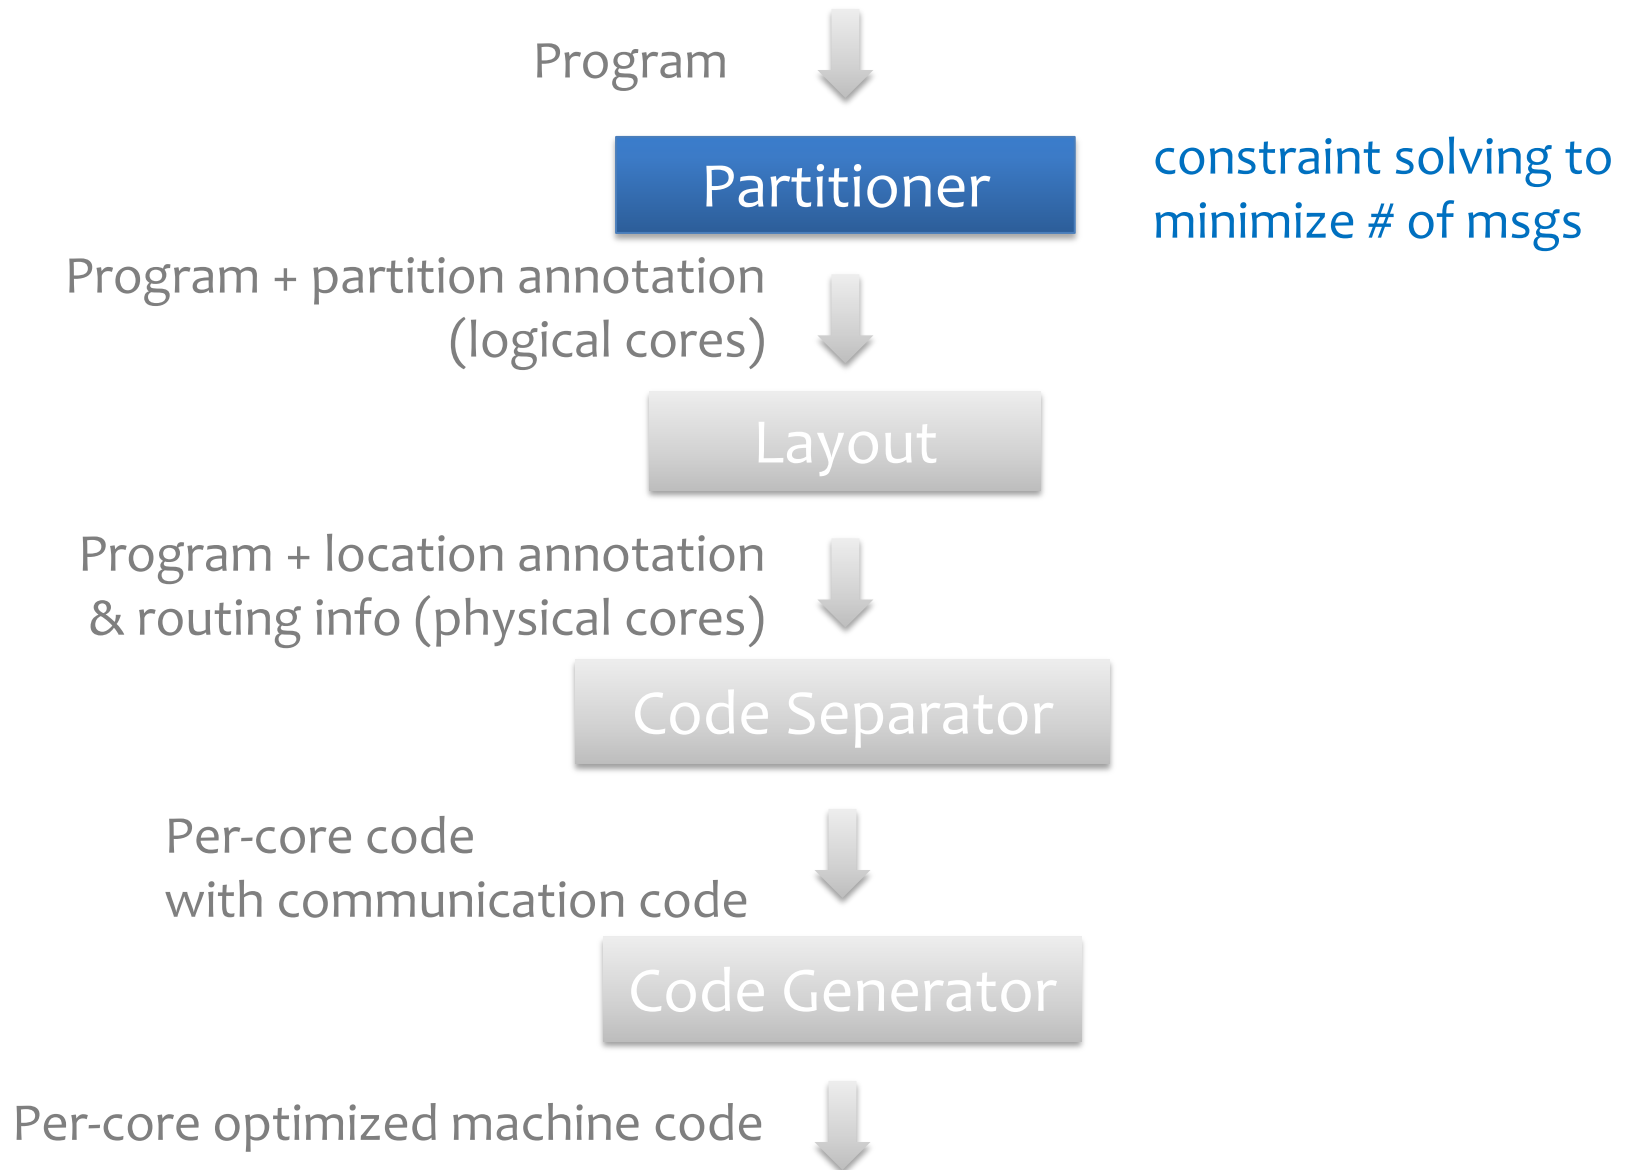 Program
Partitioner
constraint solving to
minimize # of msgs
Program + partition annotation
(logical cores)
Layout
Program + location annotation
& routing info (physical cores)
Code Separator
Per-core code
with communication code
Code Generator
Per-core optimized machine code